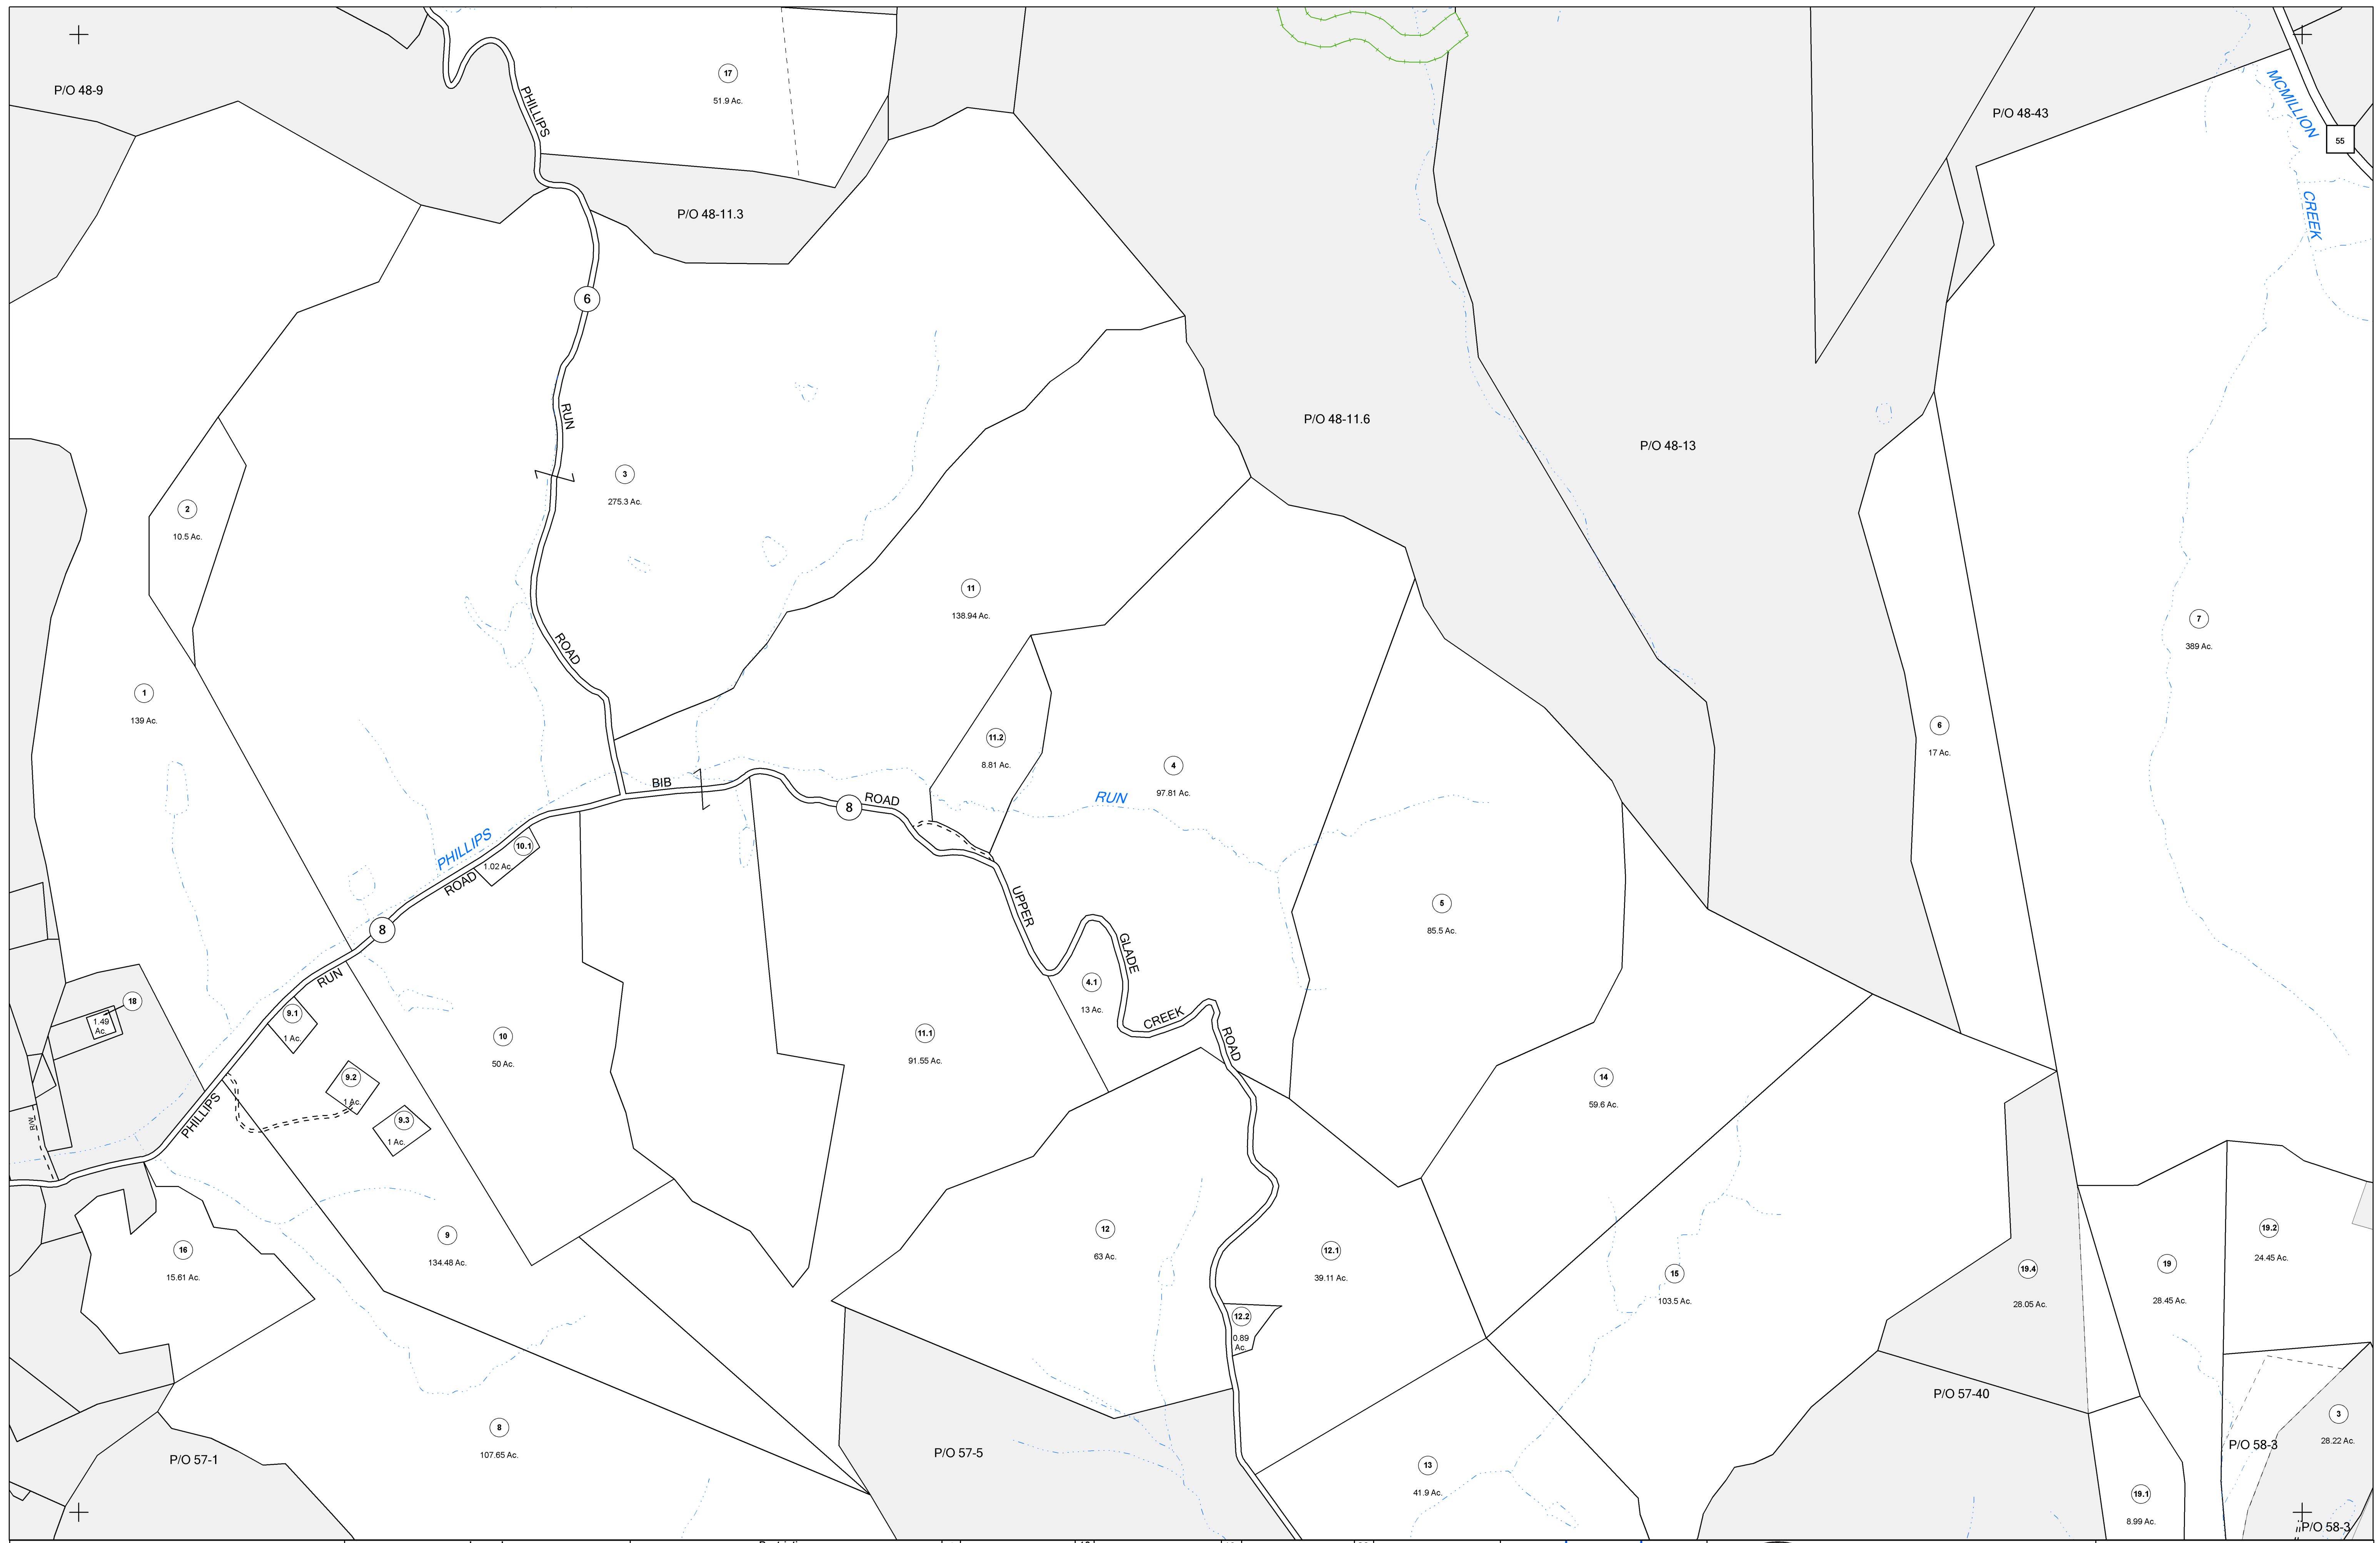 17
51.9 Ac.
P/O 48-9
PHILLIPS
P/O 48-43
MCMILLION
55
P/O 48-11.3
CREEK
6
RUN
P/O 48-11.6
P/O 48-13
3
275.3 Ac.
2
10.5 Ac.
11
138.94 Ac.
7
389 Ac.
ROAD
1
139 Ac.
6
17 Ac.
11.2
8.81 Ac.
4
97.81 Ac.
BIB
RUN
8
ROAD
PHILLIPS
10.1
1.02 Ac.
ROAD
UPPER
5
85.5 Ac.
8
GLADE
RUN
4.1
13 Ac.
18
1.49
Ac.
9.1
1 Ac.
CREEK
10
50 Ac.
11.1
91.55 Ac.
ROAD
9.2
1 Ac.
14
59.6 Ac.
PHILLIPS
9.3
1 Ac.
R/W
9
134.48 Ac.
12
63 Ac.
19.2
24.45 Ac.
16
15.61 Ac.
12.1
39.11 Ac.
15
103.5 Ac.
19.4
28.05 Ac.
19
28.45 Ac.
12.2
0.89
Ac.
P/O 57-40
3
28.22 Ac.
8
107.65 Ac.
P/O 57-1
P/O 57-5
P/O 58-3
13
41.9 Ac.
19.1
8.99 Ac.
P/O 58-3